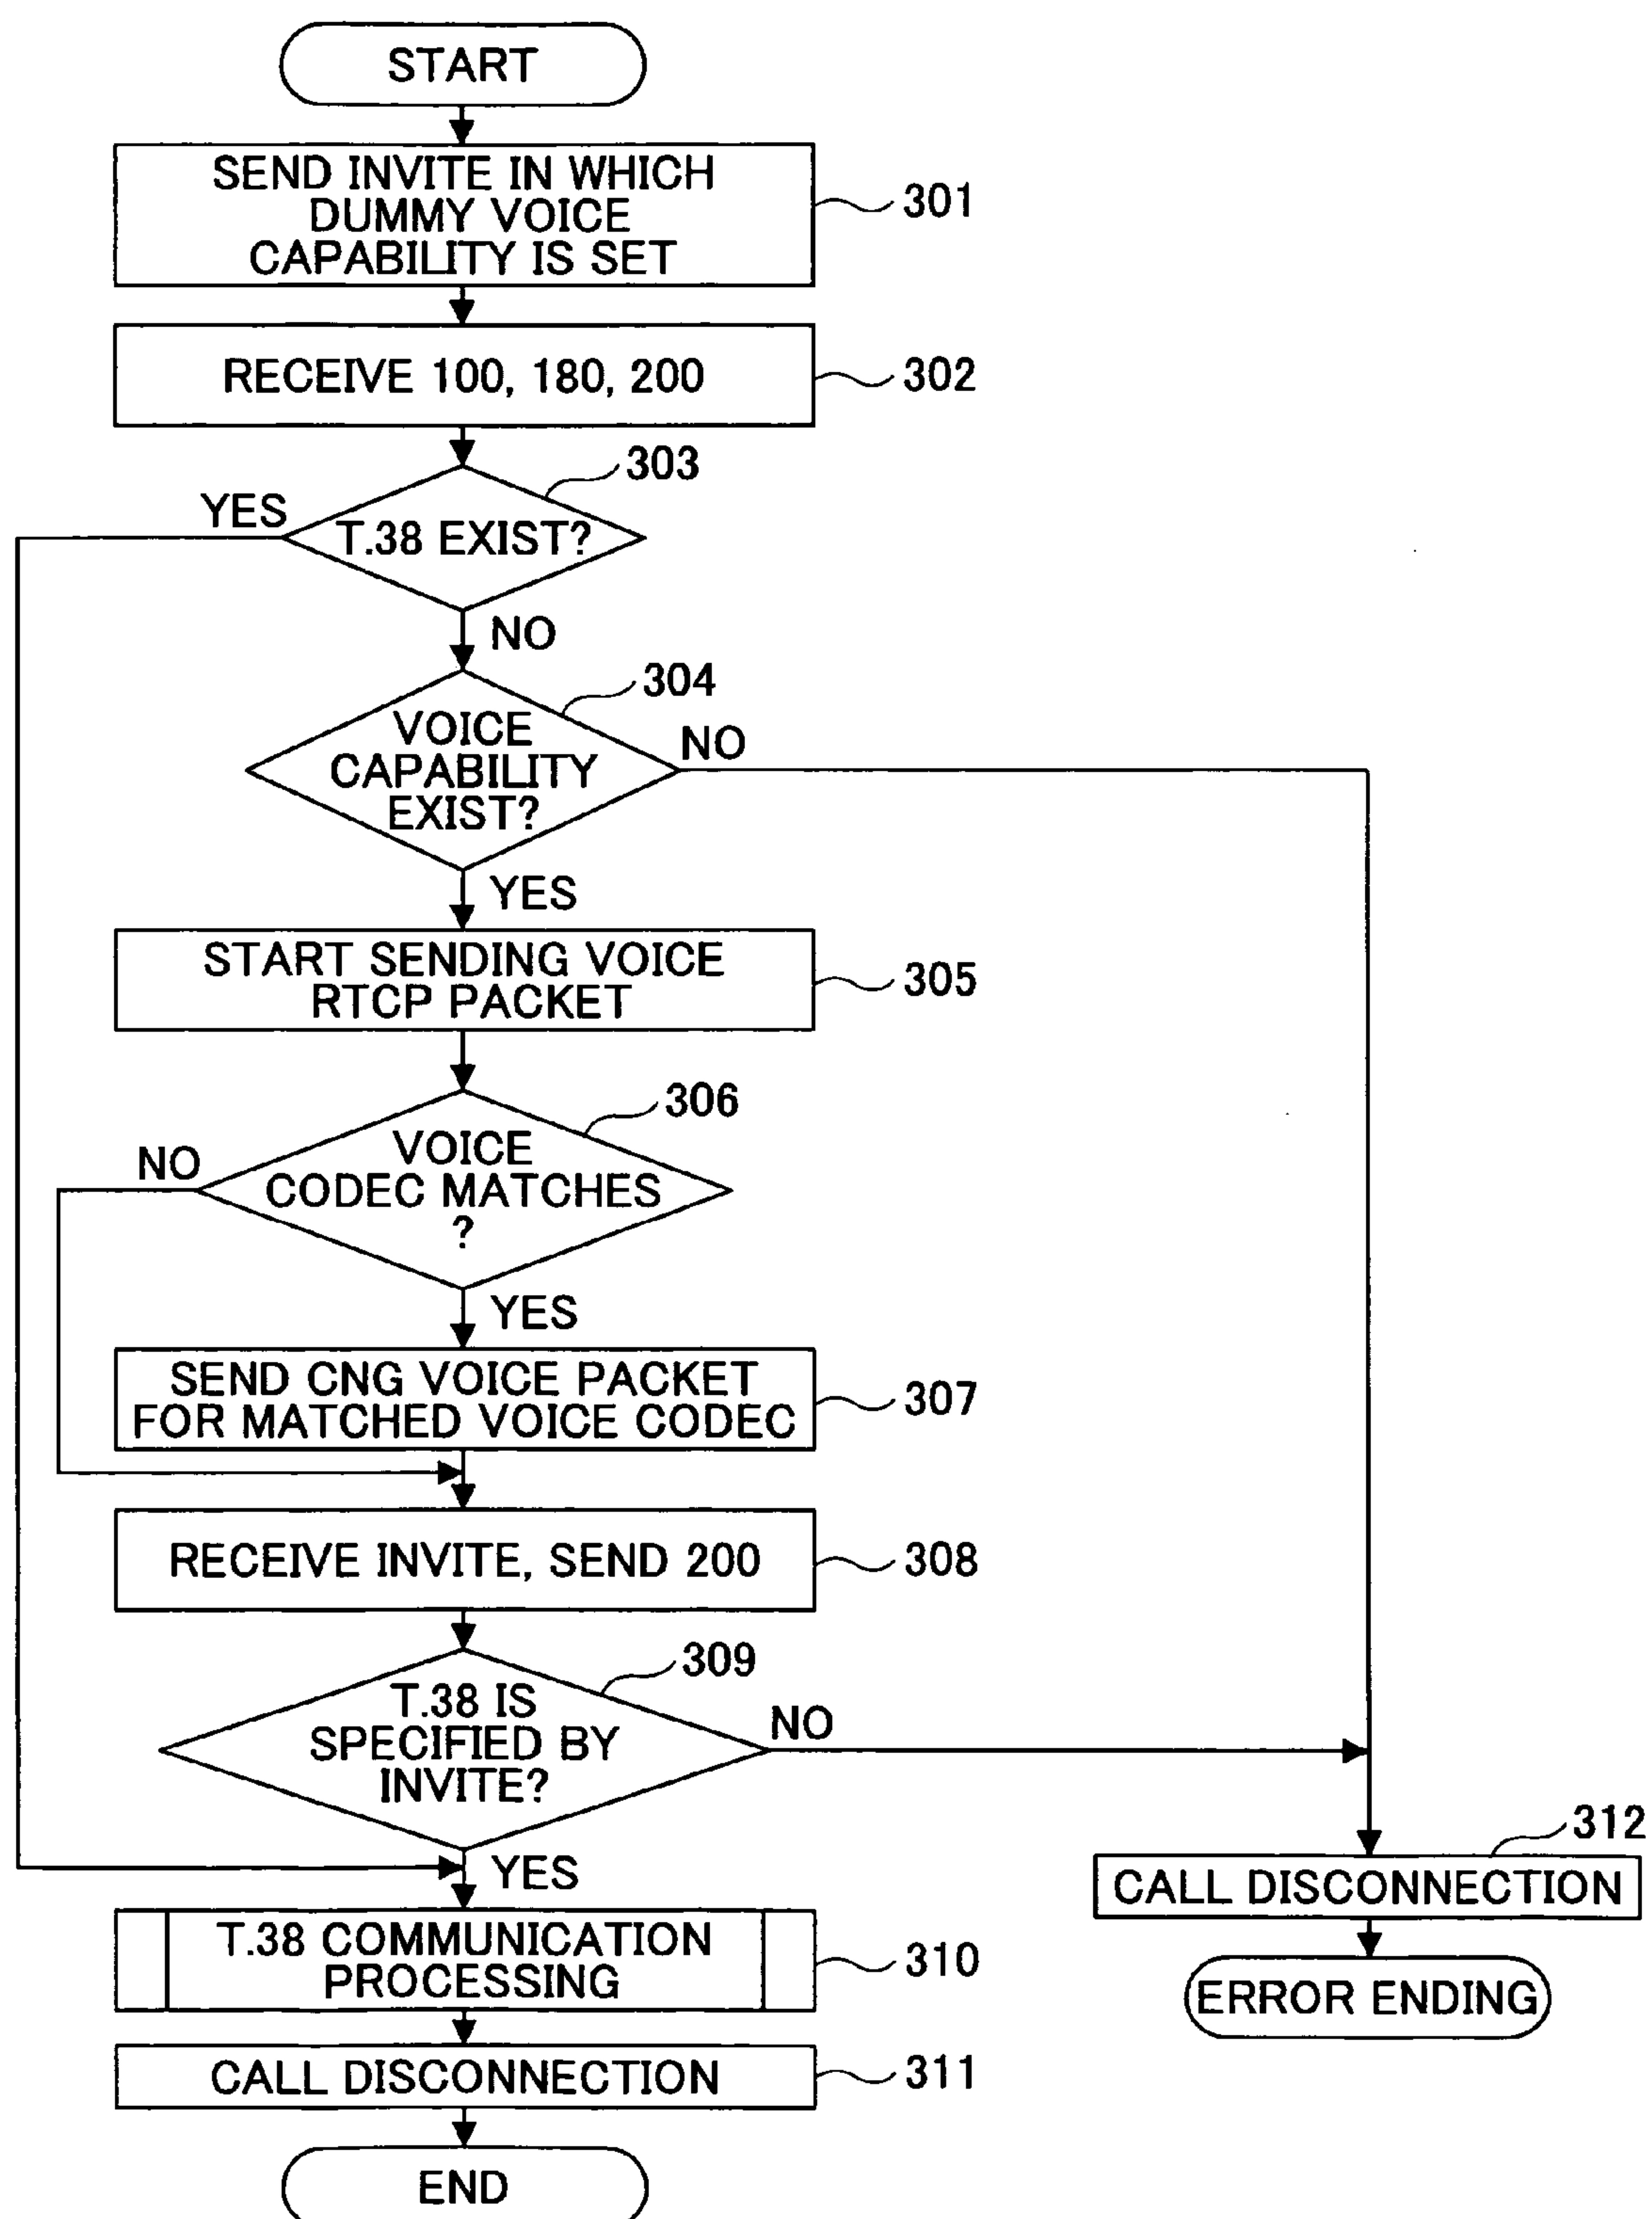 START
SEND INVITE IN WHICH
DUMMY VOICE
CAPABILITY IS SET
301
RECEIVE 100, 180, 200
302
303
YES
T.38 EXIST?
NO
304
VOICE
CAPABILITY
EXIST?
NO
YES
START SENDING VOICE
RTCP PACKET
305
306
NO
VOICE
CODEC MATCHES
?
YES
SEND CNG VOICE PACKET
FOR MATCHED VOICE CODEC
307
RECEIVE INVITE, SEND 200
308
309
T.38 IS
SPECIFIED BY
INVITE?
NO
YES
312
CALL DISCONNECTION
ERROR ENDING
T.38 COMMUNICATION
PROCESSING
310
CALL DISCONNECTION
311
END